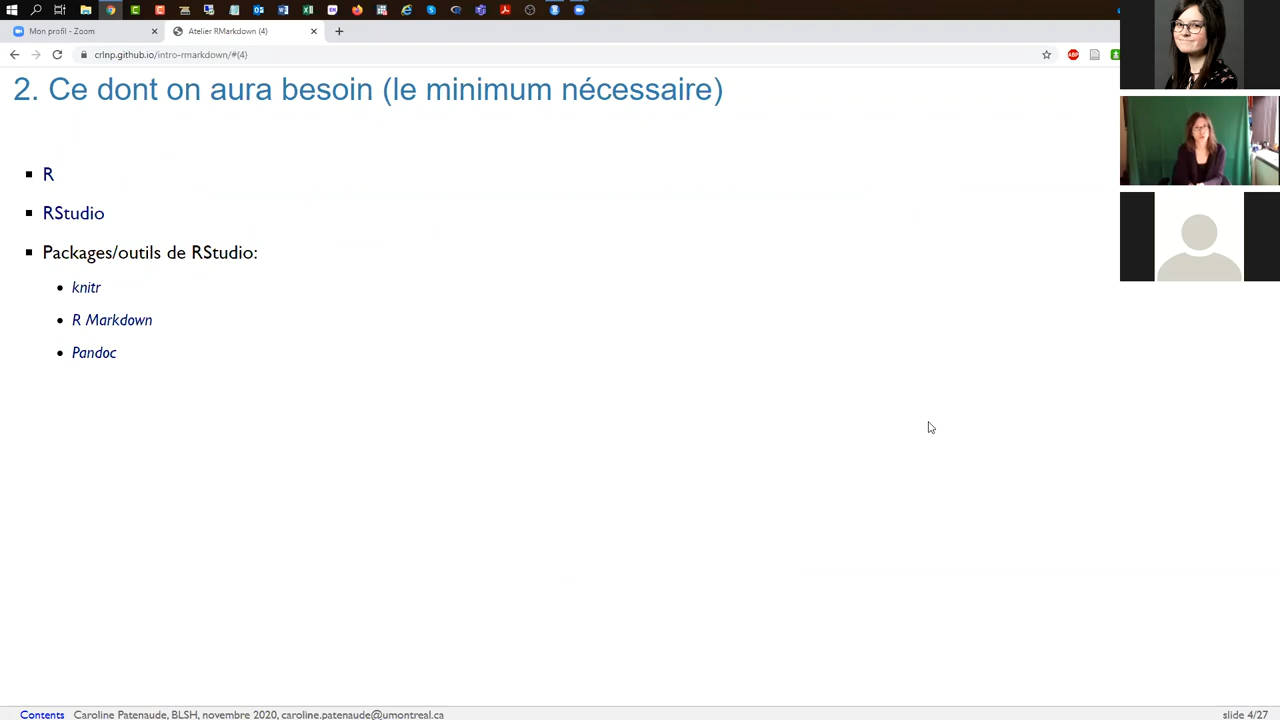 Mon profil - Zoom
Atelier RMarkdown (4)
crlnp.github.io/intro-rmarkdown/#(4)
ABP
2. Ce dont on aura besoin (le minimum nécessaire)
R
RStudio
Packages/outils de RStudio:
knitr
R Markdown
Pandoc
Contents Caroline Patenaude, BLSH, novembre 2020, caroline.patenaude@umontreal.ca slide 4/27